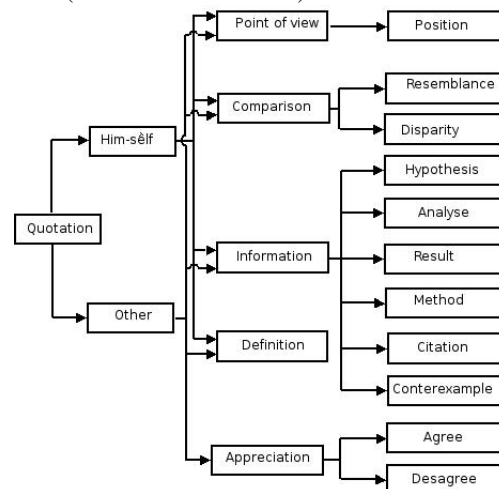 Point of view
Position
Resemblance
Comparison
Disparity
Him-sèlf
Hypothesis
Analyse
Quotation
Information
Result
Method
Other
Definition
Citation
Conterexample
Agree
Appreciation
Desagree